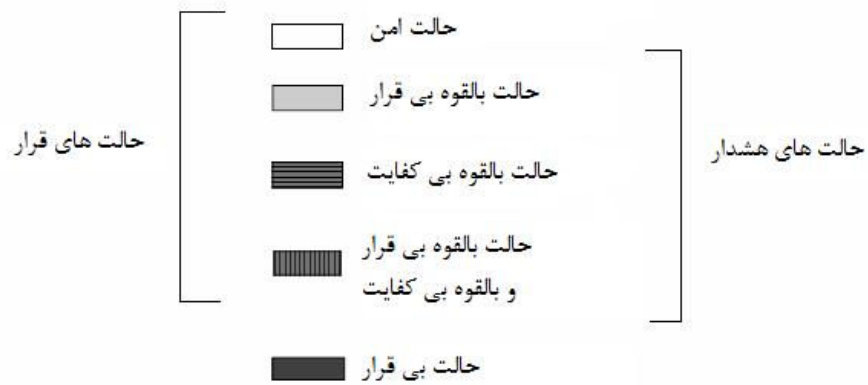 حالت امن
حالت بالقوه بی قرار
حالت های قرار
حالت های هشدار
حالت بالقوه بی کفایت
حالت بالقوه بی قرار
و بالقوه بی کفایت
حالت بی قرار